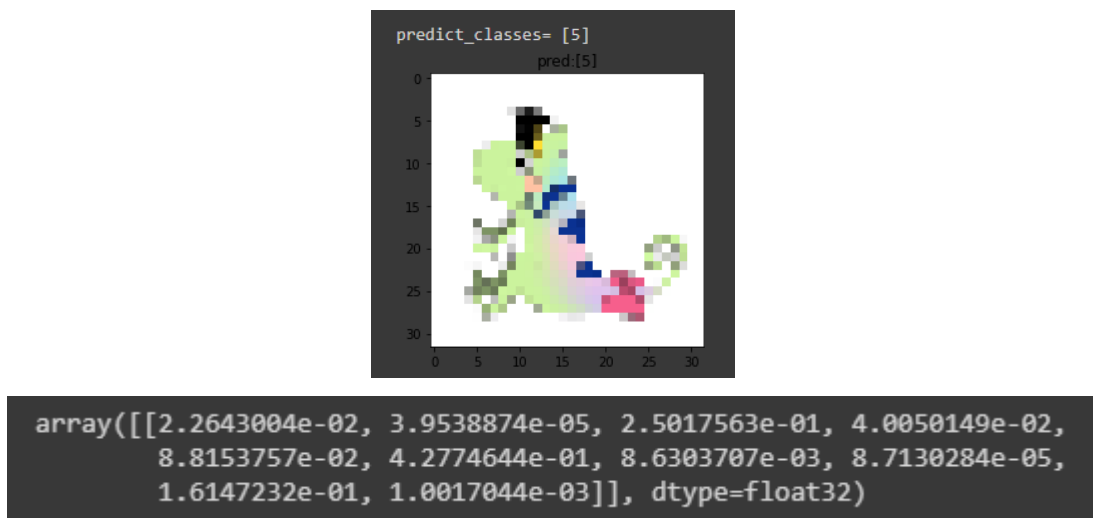 predict_classes= [5]
pred:[5]
0
5
10
15
20
25
30
0 5 10 15 20 25 30
array([[2.2643004e-02, 3.9538874e-05, 2.5017563e-01, 4.0050149e-02,
8.8153757e-02, 4.2774644e-01, 8.6303707e-03, 8.7130284e-05,
1.6147232e-01, 1.0017044e-03]], dtype=float32)